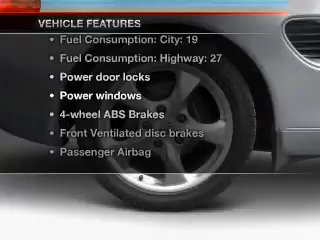 VEHICLE FEATURES
• Fuel Consumption: City: 19
• Fuel Consumption: Highway: 27
• Power door locks
• Power windows
• 4-wheel ABS Brakes
• Front Ventilated disc brakes
• Passenger Airbag